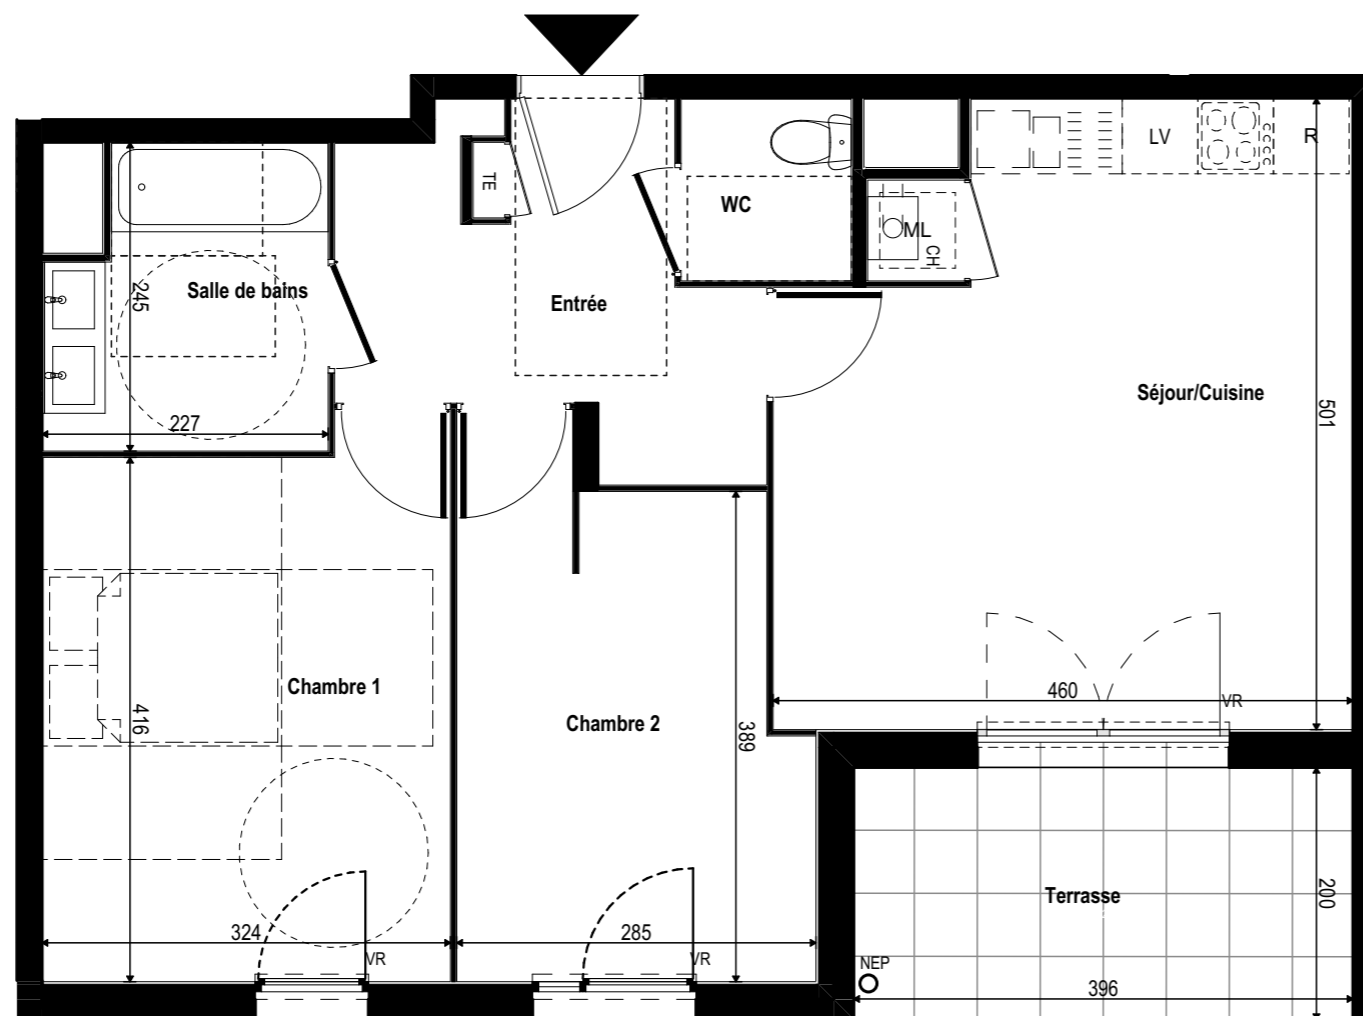 LV
R
TE
WC
ML
CH
Salle de bains
245
Entrée
Séjour/Cuisine
501
227
416
Chambre 1
Chambre 2
389
460
VR
324
VR
285
VR
Terrasse
200
NEP
396